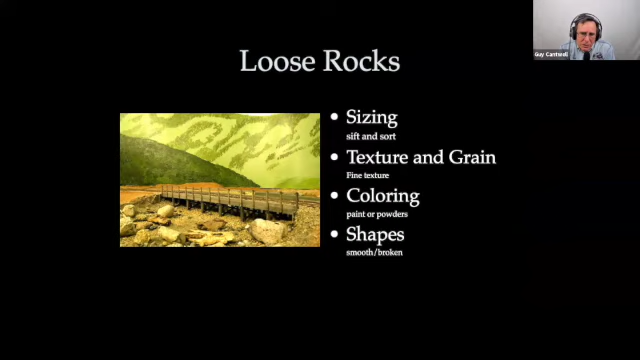 Guy Cantwell
Loose Rocks
• Sizing
sift and sort
• Texture and Grain
Fine texture
• Coloring
paint or powders
• Shapes
smooth/broken